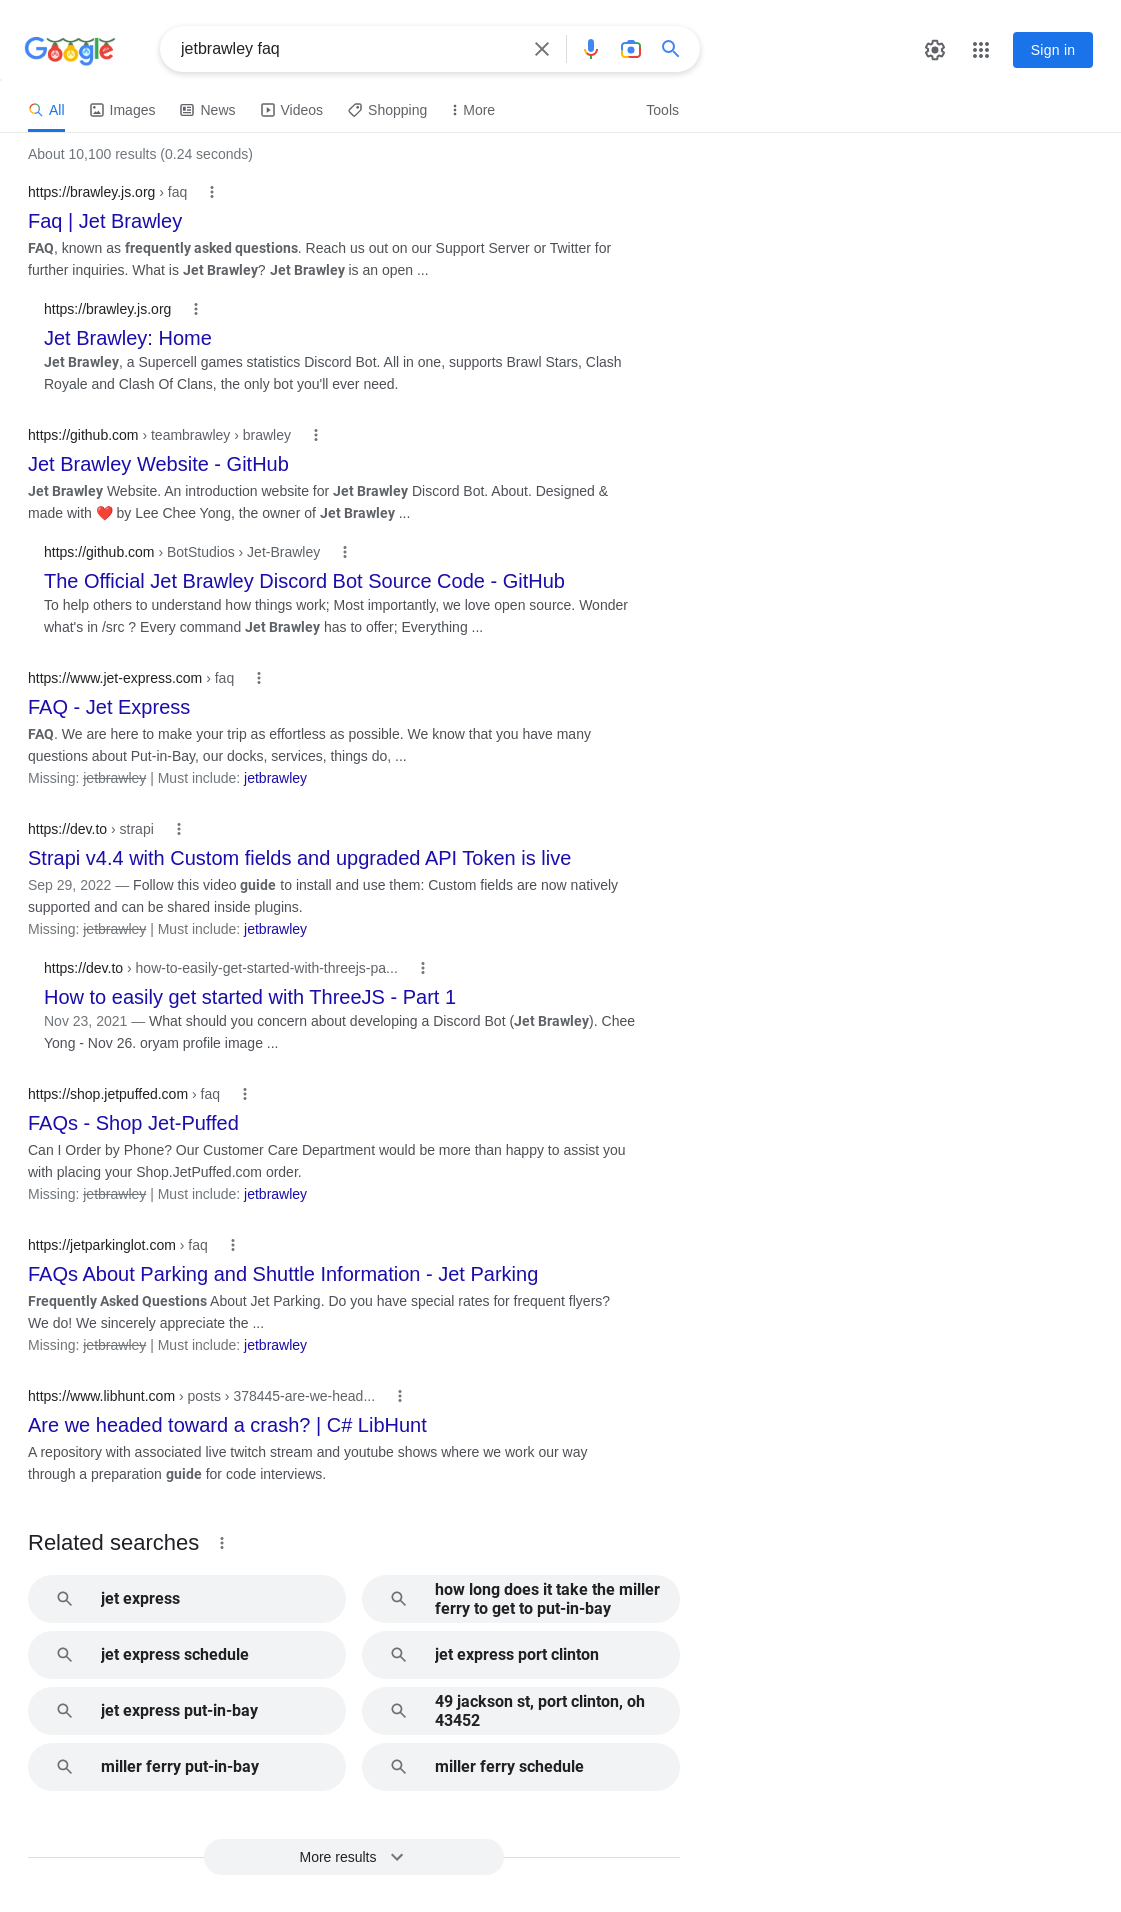 Google
jetbrawley faq
Sign in
All
Images
News
Videos
Shopping
More
Tools
About 10,100 results (0.24 seconds)
https://brawley.js.org › faq
Faq | Jet Brawley
FAQ, known as frequently asked questions. Reach us out on our Support Server or Twitter for
further inquiries. What is Jet Brawley? Jet Brawley is an open ...
https://brawley.js.org
Jet Brawley: Home
Jet Brawley, a Supercell games statistics Discord Bot. All in one, supports Brawl Stars, Clash
Royale and Clash Of Clans, the only bot you'll ever need.
https://github.com › teambrawley › brawley
Jet Brawley Website - GitHub
Jet Brawley Website. An introduction website for Jet Brawley Discord Bot. About. Designed &
made with ❤️ by Lee Chee Yong, the owner of Jet Brawley ...
https://github.com › BotStudios › Jet-Brawley
The Official Jet Brawley Discord Bot Source Code - GitHub
To help others to understand how things work; Most importantly, we love open source. Wonder
what's in /src ? Every command Jet Brawley has to offer; Everything ...
https://www.jet-express.com › faq
FAQ - Jet Express
FAQ. We are here to make your trip as effortless as possible. We know that you have many
questions about Put-in-Bay, our docks, services, things do, ...
Missing: jetbrawley | Must include: jetbrawley
https://dev.to › strapi
Strapi v4.4 with Custom fields and upgraded API Token is live
Sep 29, 2022 — Follow this video guide to install and use them: Custom fields are now natively
supported and can be shared inside plugins.
Missing: jetbrawley | Must include: jetbrawley
https://dev.to › how-to-easily-get-started-with-threejs-pa...
How to easily get started with ThreeJS - Part 1
Nov 23, 2021 — What should you concern about developing a Discord Bot (Jet Brawley). Chee
Yong - Nov 26. oryam profile image ...
https://shop.jetpuffed.com › faq
FAQs - Shop Jet-Puffed
Can I Order by Phone? Our Customer Care Department would be more than happy to assist you
with placing your Shop.JetPuffed.com order.
Missing: jetbrawley | Must include: jetbrawley
https://jetparkinglot.com › faq
FAQs About Parking and Shuttle Information - Jet Parking
Frequently Asked Questions About Jet Parking. Do you have special rates for frequent flyers?
We do! We sincerely appreciate the ...
Missing: jetbrawley | Must include: jetbrawley
https://www.libhunt.com › posts › 378445-are-we-head...
Are we headed toward a crash? | C# LibHunt
A repository with associated live twitch stream and youtube shows where we work our way
through a preparation guide for code interviews.
Related searches
jet express
how long does it take the miller
ferry to get to put-in-bay
jet express schedule
jet express port clinton
jet express put-in-bay
49 jackson st, port clinton, oh
43452
miller ferry put-in-bay
miller ferry schedule
More results